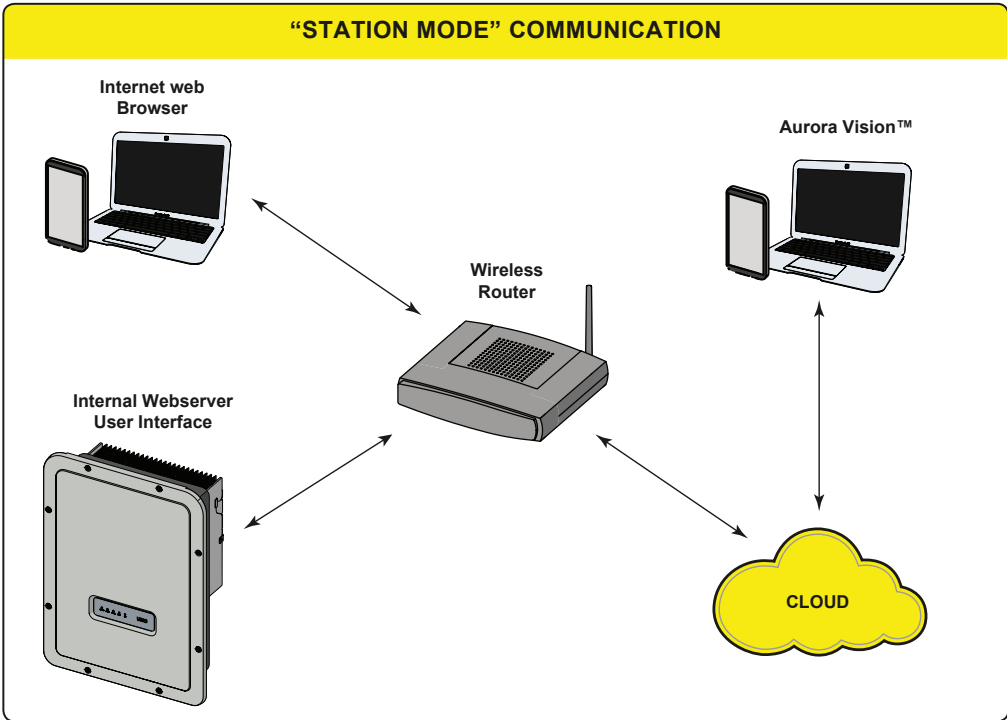 “STATION MODE” COMMUNICATION
Internet web
Browser
Aurora Vision™
Wireless
Router
Internal Webserver
User Interface
CLOUD